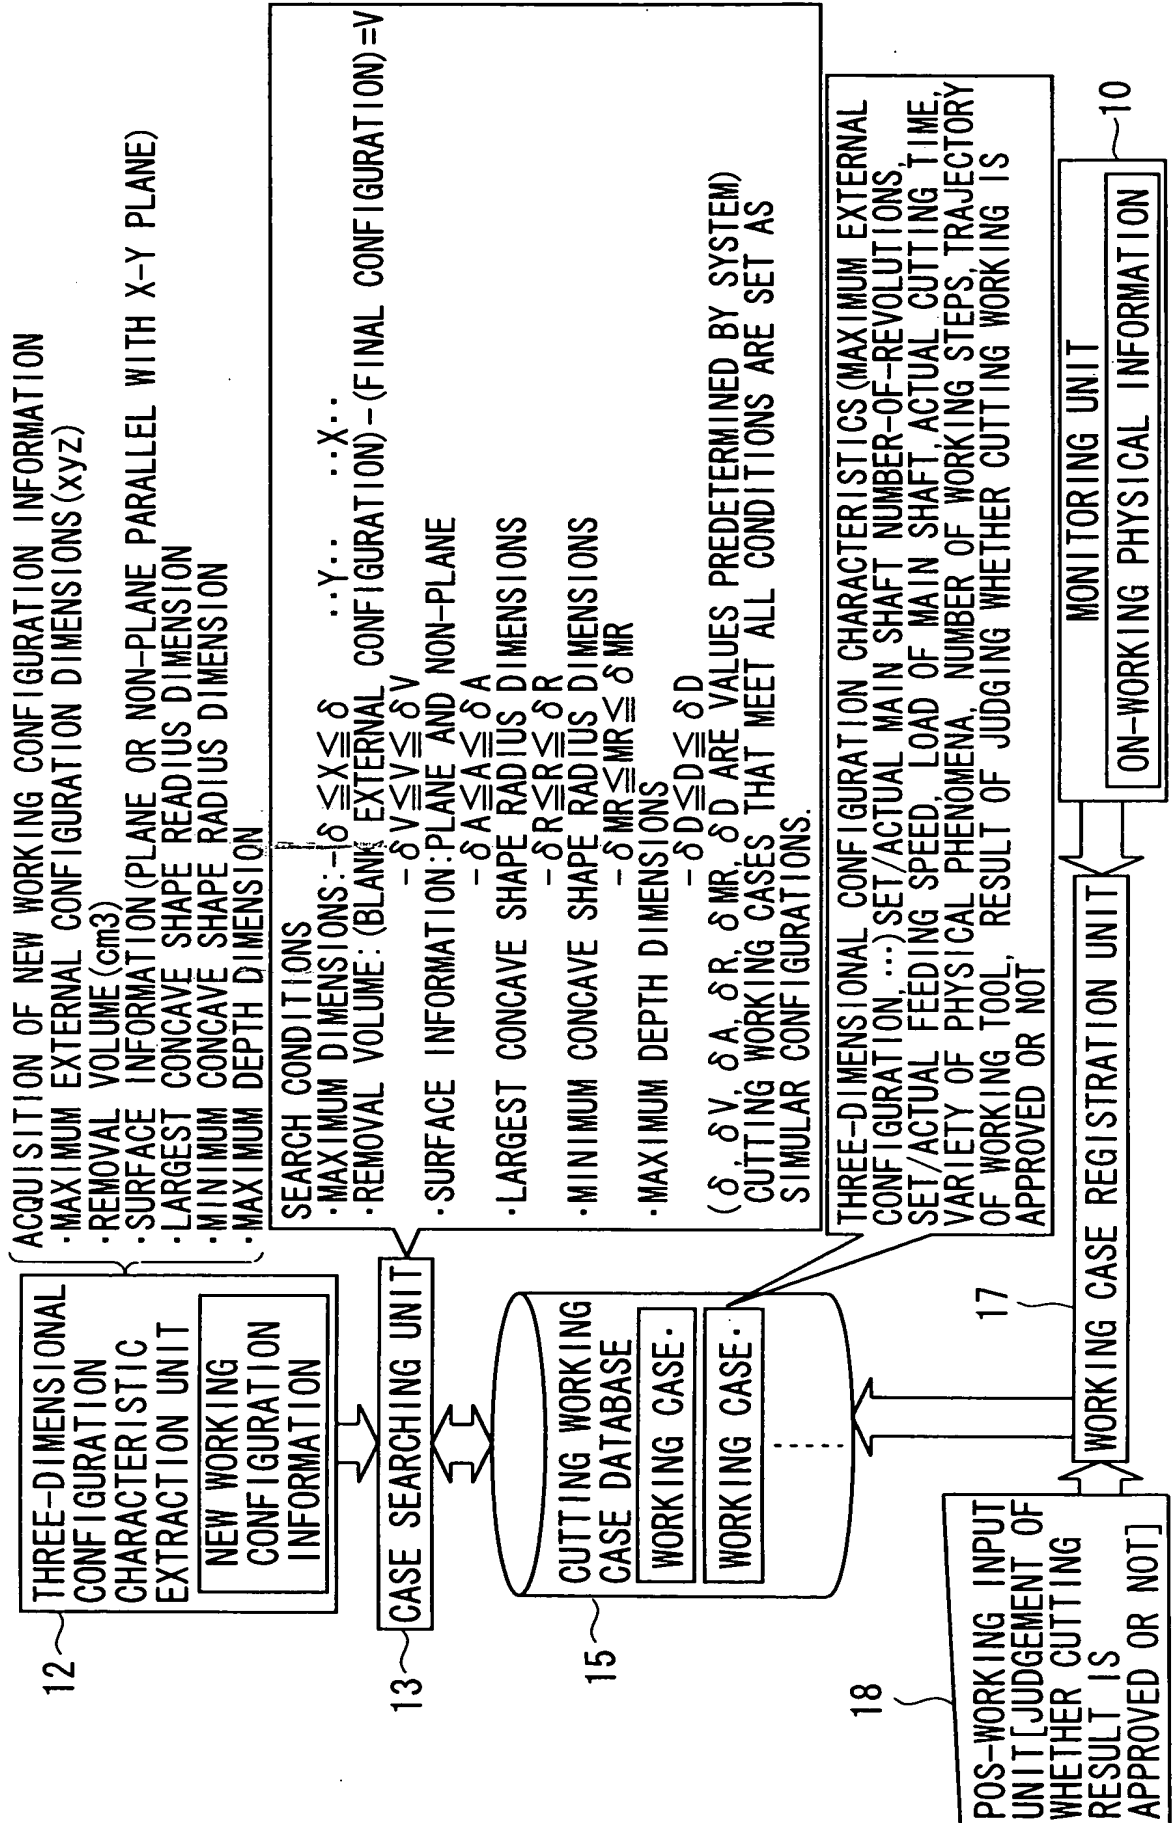 THREE-DIMENSIONAL
CONFIGURATION
CHARACTERISTIC
EXTRACTION UNIT
NEW WORKING
CONFIGURATION
INFORMATION
12
ACQUISITION OF NEW WORKING CONFIGURATION INFORMATION
・MAXIMUM EXTERNAL CONFIGURATION DIMENSIONS(xyz)
・REMOVAL VOLUME(cm3)
・SURFACE INFORMATION(PLANE OR NON-PLANE PARALLEL WITH X-Y PLANE)
・LARGEST CONCAVE SHAPE READIUS DIMENSION
・MINIMUM CONCAVE SHAPE RADIUS DIMENSION
・MAXIMUM DEPTH DIMENSION
CASE SEARCHING UNIT
13
SEARCH CONDITIONS
・MAXIMUM DIMENSIONS:-δ ≦X≦δ ・・Y・・ ・・X・・
・REMOVAL VOLUME:(BLANK EXTERNAL CONFIGURATION)-(FINAL CONFIGURATION)=V
-δV≦V≦δV
・SURFACE INFORMATION:PLANE AND NON-PLANE
-δA≦A≦δA
・LARGEST CONCAVE SHAPE RADIUS DIMENSIONS
-δR≦R≦δR
・MINIMUM CONCAVE SHAPE RADIUS DIMENSIONS
-δMR≦MR≦δMR
・MAXIMUM DEPTH DIMENSIONS
-δD≦D≦δD
(δ, δV, δA, δR, δMR, δD ARE VALUES PREDETERMINED BY SYSTEM)
CUTTING WORKING CASES THAT MEET ALL CONDITIONS ARE SET AS
SIMULAR CONFIGURATIONS.
CUTTING WORKING
CASE DATABASE
WORKING CASE・
WORKING CASE・
15
THREE-DIMENSIONAL CONFIGURATION CHARACTERISTICS(MAXIMUM EXTERNAL
CONFIGURATION,...)SET/ACTUAL MAIN SHAFT NUMBER-OF-REVOLUTIONS,
SET/ACTUAL FEEDING SPEED, LOAD OF MAIN SHAFT,ACTUAL CUTTING TIME,
VARIETY OF PHYSICAL PHENOMENA, NUMBER OF WORKING STEPS,TRAJECTORY
OF WORKING TOOL, RESULT OF JUDGING WHETHER CUTTING WORKING IS
APPROVED OR NOT
18
POS-WORKING INPUT
UNIT[JUDGEMENT OF
WHETHER CUTTING
RESULT IS
APPROVED OR NOT]
17
WORKING CASE REGISTRATION UNIT
MONITORING UNIT
ON-WORKING PHYSICAL INFORMATION
10